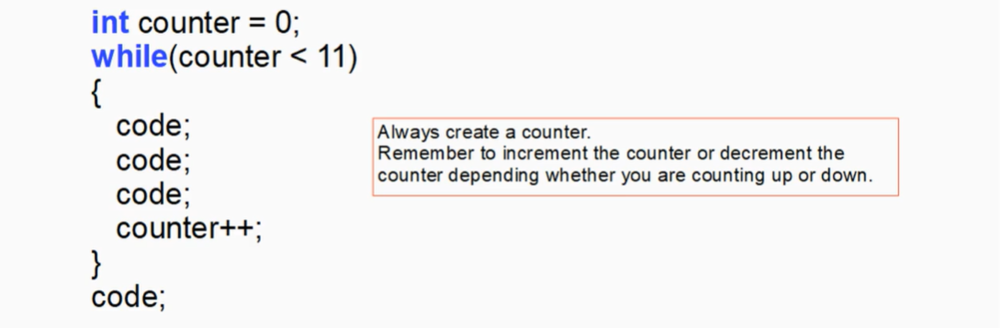 int counter = 0;
while(counter < 11)
{
code;
code;
code;
counter++;
}
code;
Always create a counter.
Remember to increment the counter or decrement the
counter depending whether you are counting up or down.